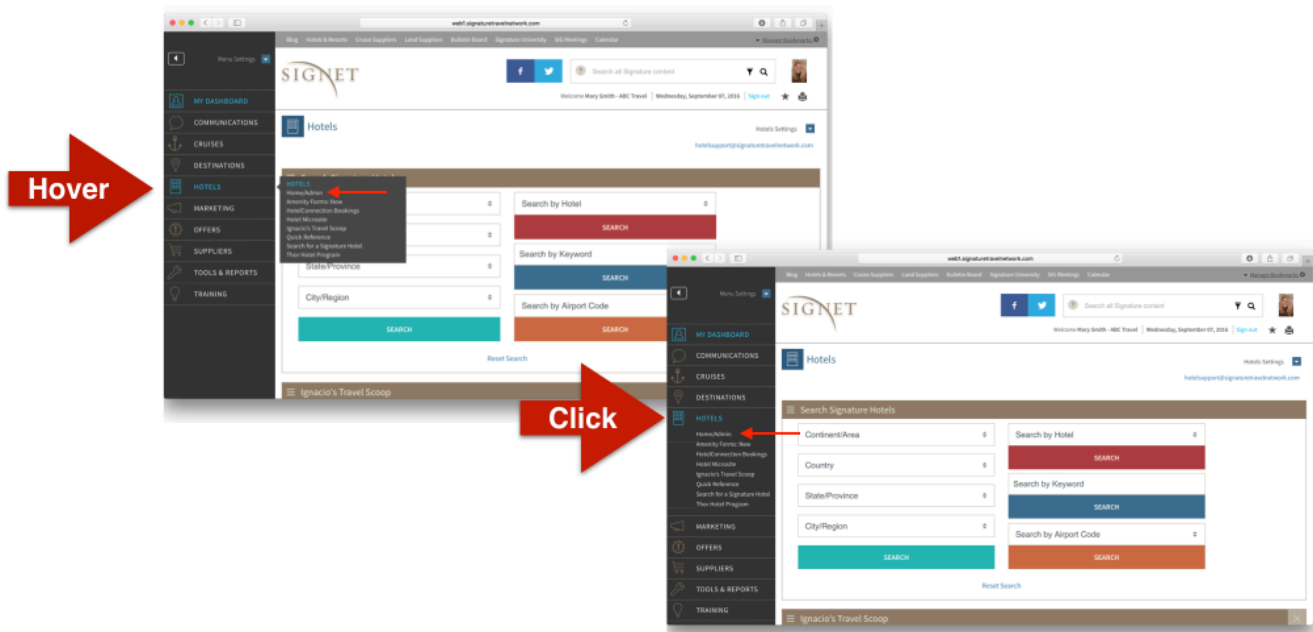 webf.signaturetravelnetwork.com
Blog Hotels & Resorts Cruise Suppliers Land Suppliers Bulletin Board Signature University SIG Meetings Calendar Manage Bookmarks
Menu Settings
SIGNET
f
Search all Signature content
Welcome Mary Smith - ABC Travel | Wednesday, September 07, 2016 | Sign out
MY DASHBOARD
COMMUNICATIONS
CRUISES
DESTINATIONS
HOTELS
MARKETING
OFFERS
SUPPLIERS
TOOLS & REPORTS
TRAINING
Hover
Hotels
Hotels Settings
hotelsupport@signaturetravelnetwork.com
HOTELS
Home/Admin
Amenity Forms: New
HotelConnection Bookings
Hotel Microsite
Ignacio's Travel Scoop
Quick Reference
Search for a Signature Hotel
Thor Hotel Program
State/Province
City/Region
SEARCH
Search by Hotel
SEARCH
Search by Keyword
SEARCH
Search by Airport Code
SEARCH
Reset Search
Ignacio's Travel Scoop
Click
webf.signaturetravelnetwork.com
Blog Hotels & Resorts Cruise Suppliers Land Suppliers Bulletin Board Signature University SIG Meetings Calendar Manage Bookmarks
Menu Settings
SIGNET
f
Search all Signature content
Welcome Mary Smith - ABC Travel | Wednesday, September 07, 2016 | Sign out
MY DASHBOARD
COMMUNICATIONS
CRUISES
DESTINATIONS
HOTELS
Home/Admin
Amenity Forms: New
HotelConnection Bookings
Hotel Microsite
Ignacio's Travel Scoop
Quick Reference
Search for a Signature Hotel
Thor Hotel Program
MARKETING
OFFERS
SUPPLIERS
TOOLS & REPORTS
TRAINING
Hotels
Hotels Settings
hotelsupport@signaturetravelnetwork.com
Search Signature Hotels
Continent/Area
Country
State/Province
City/Region
SEARCH
Search by Hotel
SEARCH
Search by Keyword
SEARCH
Search by Airport Code
SEARCH
Reset Search
Ignacio's Travel Scoop